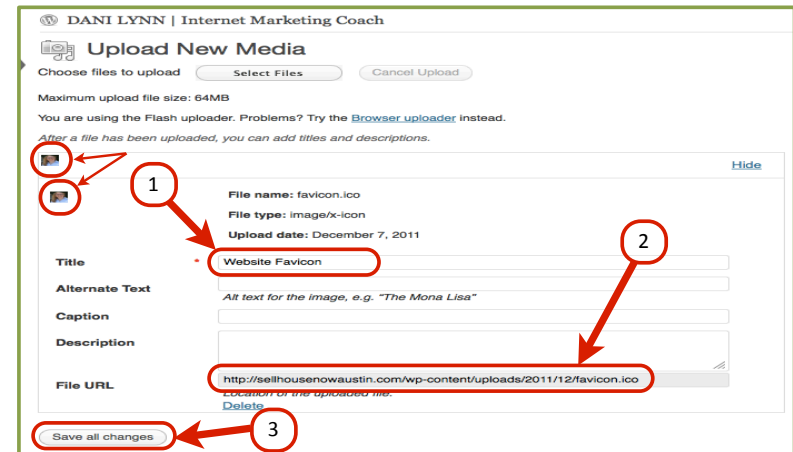 DANI LYNN | Internet Marketing Coach
Upload New Media
Choose files to upload Select Files Cancel Upload
Maximum upload file size: 64MB
You are using the Flash uploader. Problems? Try the Browser uploader instead.
After a file has been uploaded, you can add titles and descriptions.
Hide
1
File name: favicon.ico
File type: image/x-icon
Upload date: December 7, 2011
2
Title * Website Favicon
Alternate Text
Alt text for the image, e.g. "The Mona Lisa"
Caption
Description
File URL http://sellhousenowaustin.com/wp-content/uploads/2011/12/favicon.ico
Location of the uploaded file.
Delete
Save all changes 3